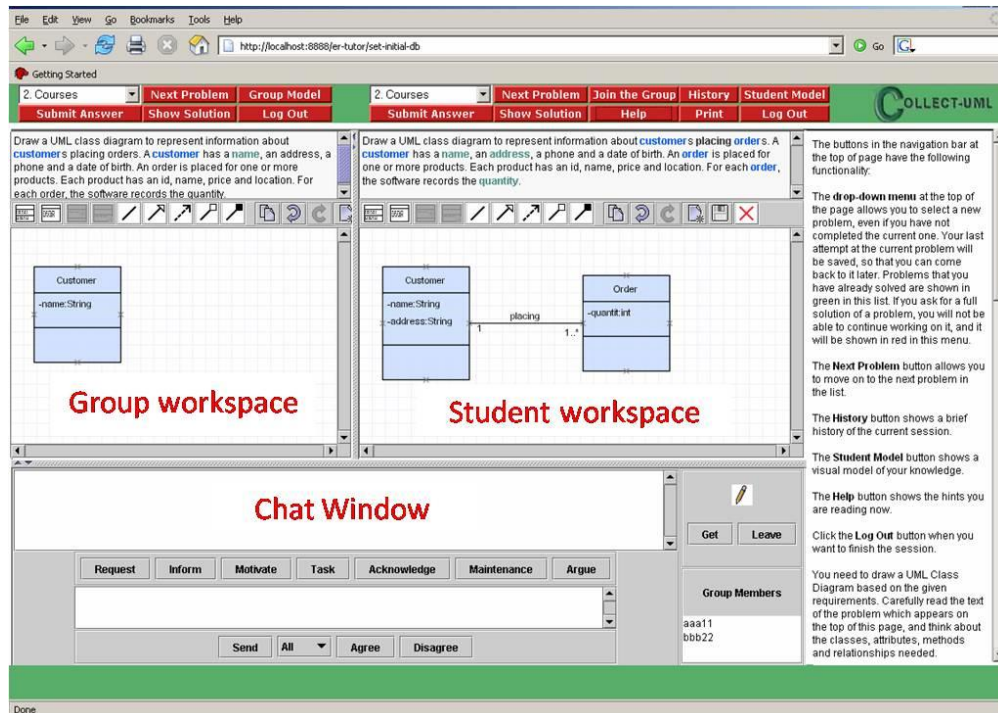 File Edit View Go Bookmarks Tools Help
http://localhost:8888/er-tutor/set-initial-db
Go
G
Getting Started
2. Courses Next Problem Group Model
Submit Answer Show Solution Log Out
2. Courses Next Problem Join the Group History Student Model
Submit Answer Show Solution Help Print Log Out
COLLECT-UML
Draw a UML class diagram to represent information about
customers placing orders. A customer has a name, an address, a
phone and a date of birth. An order is placed for one or more
products. Each product has an id, name, price and location. For
each order, the software records the quantity.
Draw a UML class diagram to represent information about customers placing orders. A
customer has a name, an address, a phone and a date of birth. An order is placed for
one or more products. Each product has an id, name, price and location. For each order,
the software records the quantity.
Customer
-name:String
Group workspace
Customer
-name:String
-address:String
placing
1
1..*
Order
-quantit:int
Student workspace
The buttons in the navigation bar at
the top of page have the following
functionality:
The drop-down menu at the top of
the page allows you to select a new
problem, even if you have not
completed the current one. Your last
attempt at the current problem will
be saved, so that you can come
back to it later. Problems that you
have already solved are shown in
green in this list. If you ask for a full
solution of a problem, you will not be
able to continue working on it, and it
will be shown in red in this menu.
The Next Problem button allows you
to move on to the next problem in
the list.
The History button shows a brief
history of the current session.
The Student Model button shows a
visual model of your knowledge.
The Help button shows the hints you
are reading now.
Click the Log Out button when you
want to finish the session.
You need to draw a UML Class
Diagram based on the given
requirements. Carefully read the text
of the problem which appears on
the top of this page, and think about
the classes, attributes, methods
and relationships needed.
Chat Window
Get Leave
Request Inform Motivate Task Acknowledge Maintenance Argue
Group Members
aaa11
bbb22
Send All Agree Disagree
Done